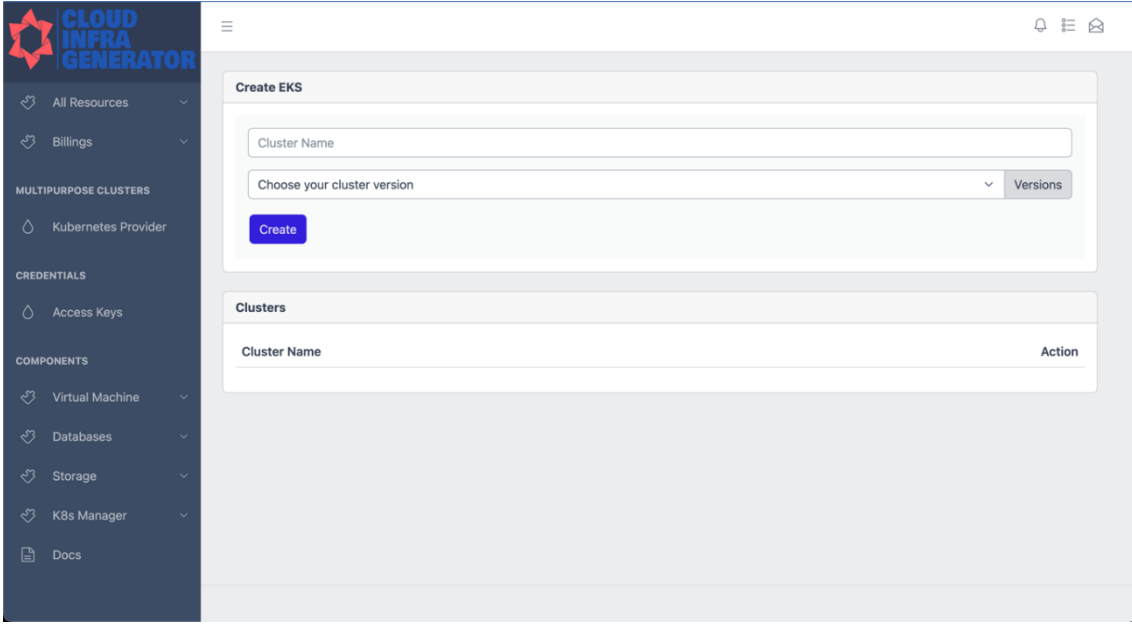 CLOUD
INFRA
GENERATOR
All Resources
Billings
MULTIPURPOSE CLUSTERS
Kubernetes Provider
CREDENTIALS
Access Keys
COMPONENTS
Virtual Machine
Databases
Storage
K8s Manager
Docs
Create EKS
Cluster Name
Choose your cluster version
Versions
Create
Clusters
Cluster Name
Action